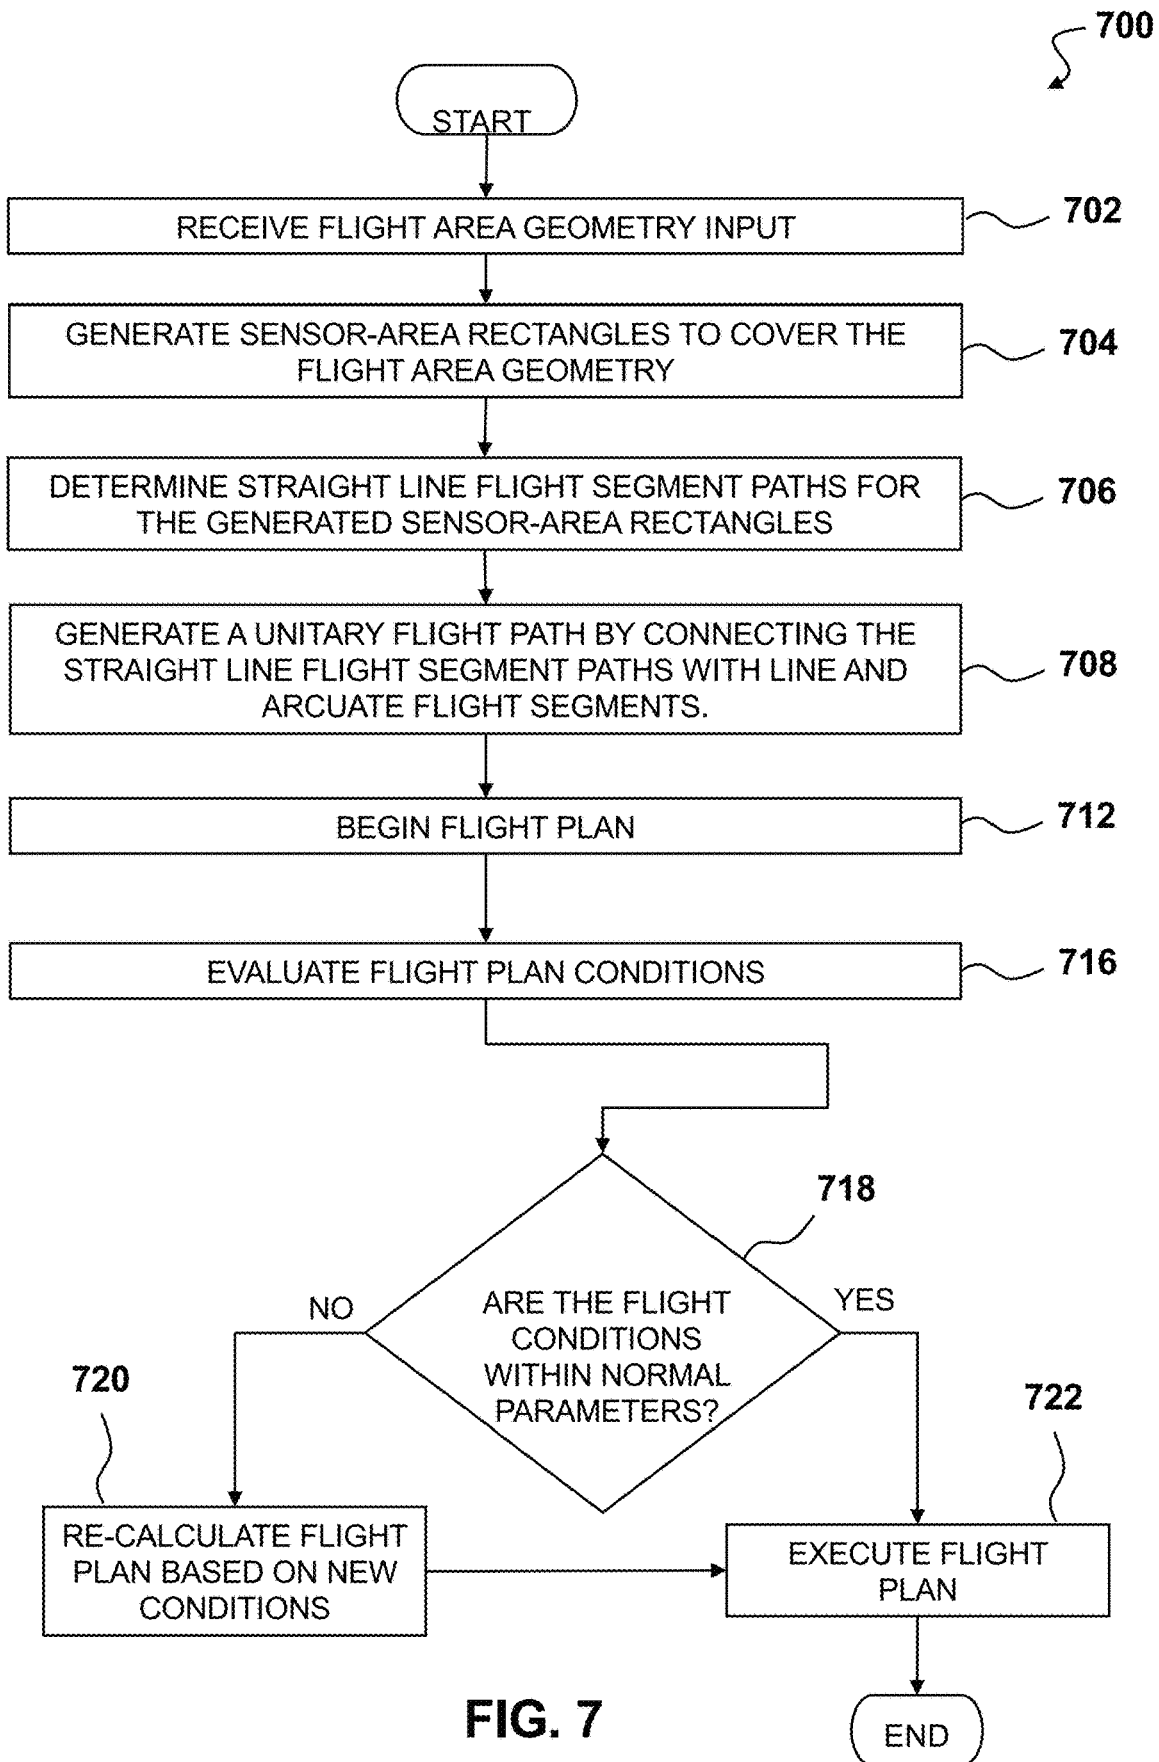 700
START
RECEIVE FLIGHT AREA GEOMETRY INPUT
702
GENERATE SENSOR-AREA RECTANGLES TO COVER THE
FLIGHT AREA GEOMETRY
704
DETERMINE STRAIGHT LINE FLIGHT SEGMENT PATHS FOR
THE GENERATED SENSOR-AREA RECTANGLES
706
GENERATE A UNITARY FLIGHT PATH BY CONNECTING THE
STRAIGHT LINE FLIGHT SEGMENT PATHS WITH LINE AND
ARCUATE FLIGHT SEGMENTS.
708
BEGIN FLIGHT PLAN
712
EVALUATE FLIGHT PLAN CONDITIONS
716
718
NO
ARE THE FLIGHT
CONDITIONS
WITHIN NORMAL
PARAMETERS?
YES
720
RE-CALCULATE FLIGHT
PLAN BASED ON NEW
CONDITIONS
722
EXECUTE FLIGHT
PLAN
FIG. 7
END